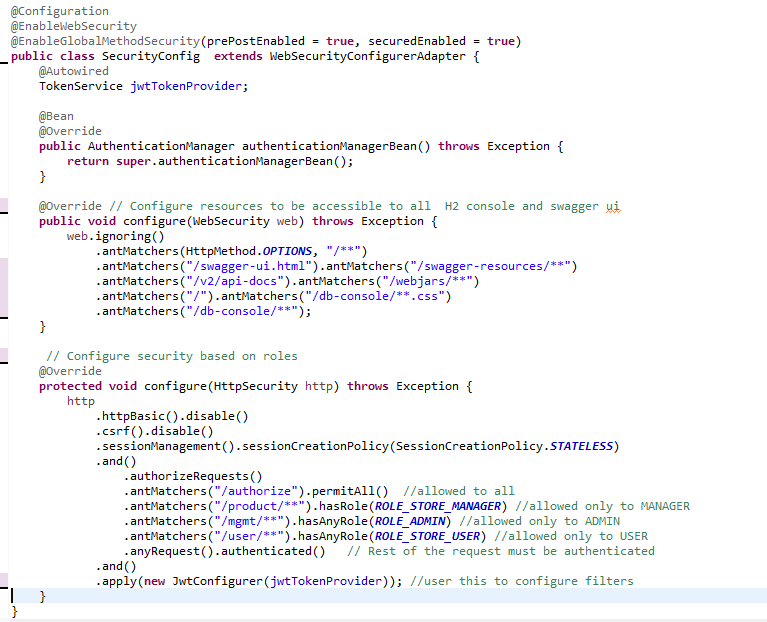 @Configuration
@EnableWebSecurity
@EnableGlobalMethodSecurity(prePostEnabled = true, securedEnabled = true)
public class SecurityConfig  extends WebSecurityConfigurerAdapter {
    @Autowired
    TokenService jwtTokenProvider;

    @Bean
    @Override
    public AuthenticationManager authenticationManagerBean() throws Exception {
        return super.authenticationManagerBean();
    }

    @Override // Configure resources to be accessible to all  H2 console and swagger ui
    public void configure(WebSecurity web) throws Exception {
        web.ignoring()
            .antMatchers(HttpMethod.OPTIONS, "/**")
            .antMatchers("/swagger-ui.html").antMatchers("/swagger-resources/**")
            .antMatchers("/v2/api-docs").antMatchers("/webjars/**")
            .antMatchers("/").antMatchers("/db-console/**.css")
            .antMatchers("/db-console/**");
    }

     // Configure security based on roles
    @Override
    protected void configure(HttpSecurity http) throws Exception {
        http
            .httpBasic().disable()
            .csrf().disable()
            .sessionManagement().sessionCreationPolicy(SessionCreationPolicy.STATELESS)
            .and()
                .authorizeRequests()
                .antMatchers("/authorize").permitAll()  //allowed to all
                .antMatchers("/product/**").hasRole(ROLE_STORE_MANAGER) //allowed only to MANAGER
                .antMatchers("/mgmt/**").hasAnyRole(ROLE_ADMIN) //allowed only to ADMIN
                .antMatchers("/user/**").hasAnyRole(ROLE_STORE_USER) //allowed only to USER
                .anyRequest().authenticated()   // Rest of the request must be authenticated
            .and()
            .apply(new JwtConfigurer(jwtTokenProvider)); //user this to configure filters
    }
}